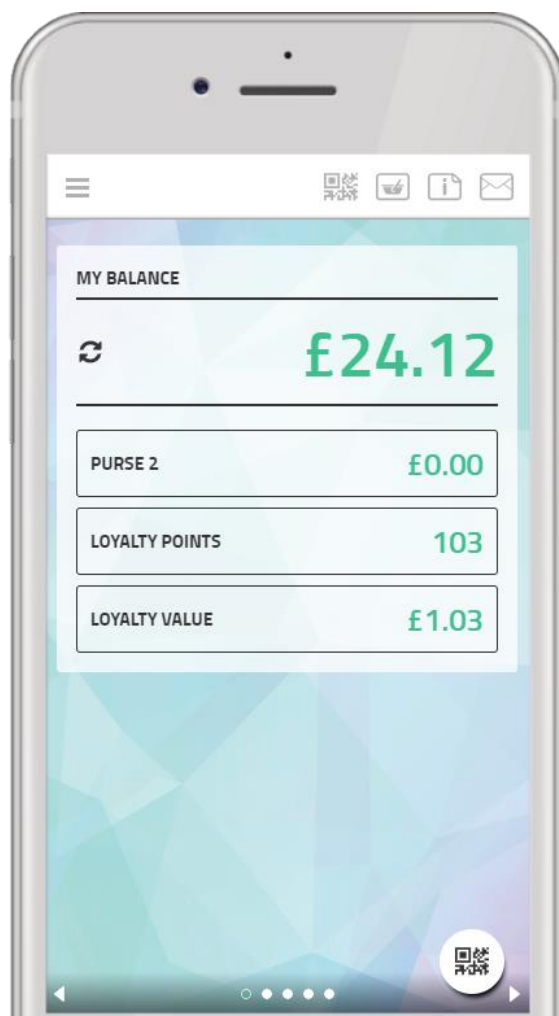 MY BALANCE
£24.12
PURSE 2 £0.00
LOYALTY POINTS 103
LOYALTY VALUE £1.03